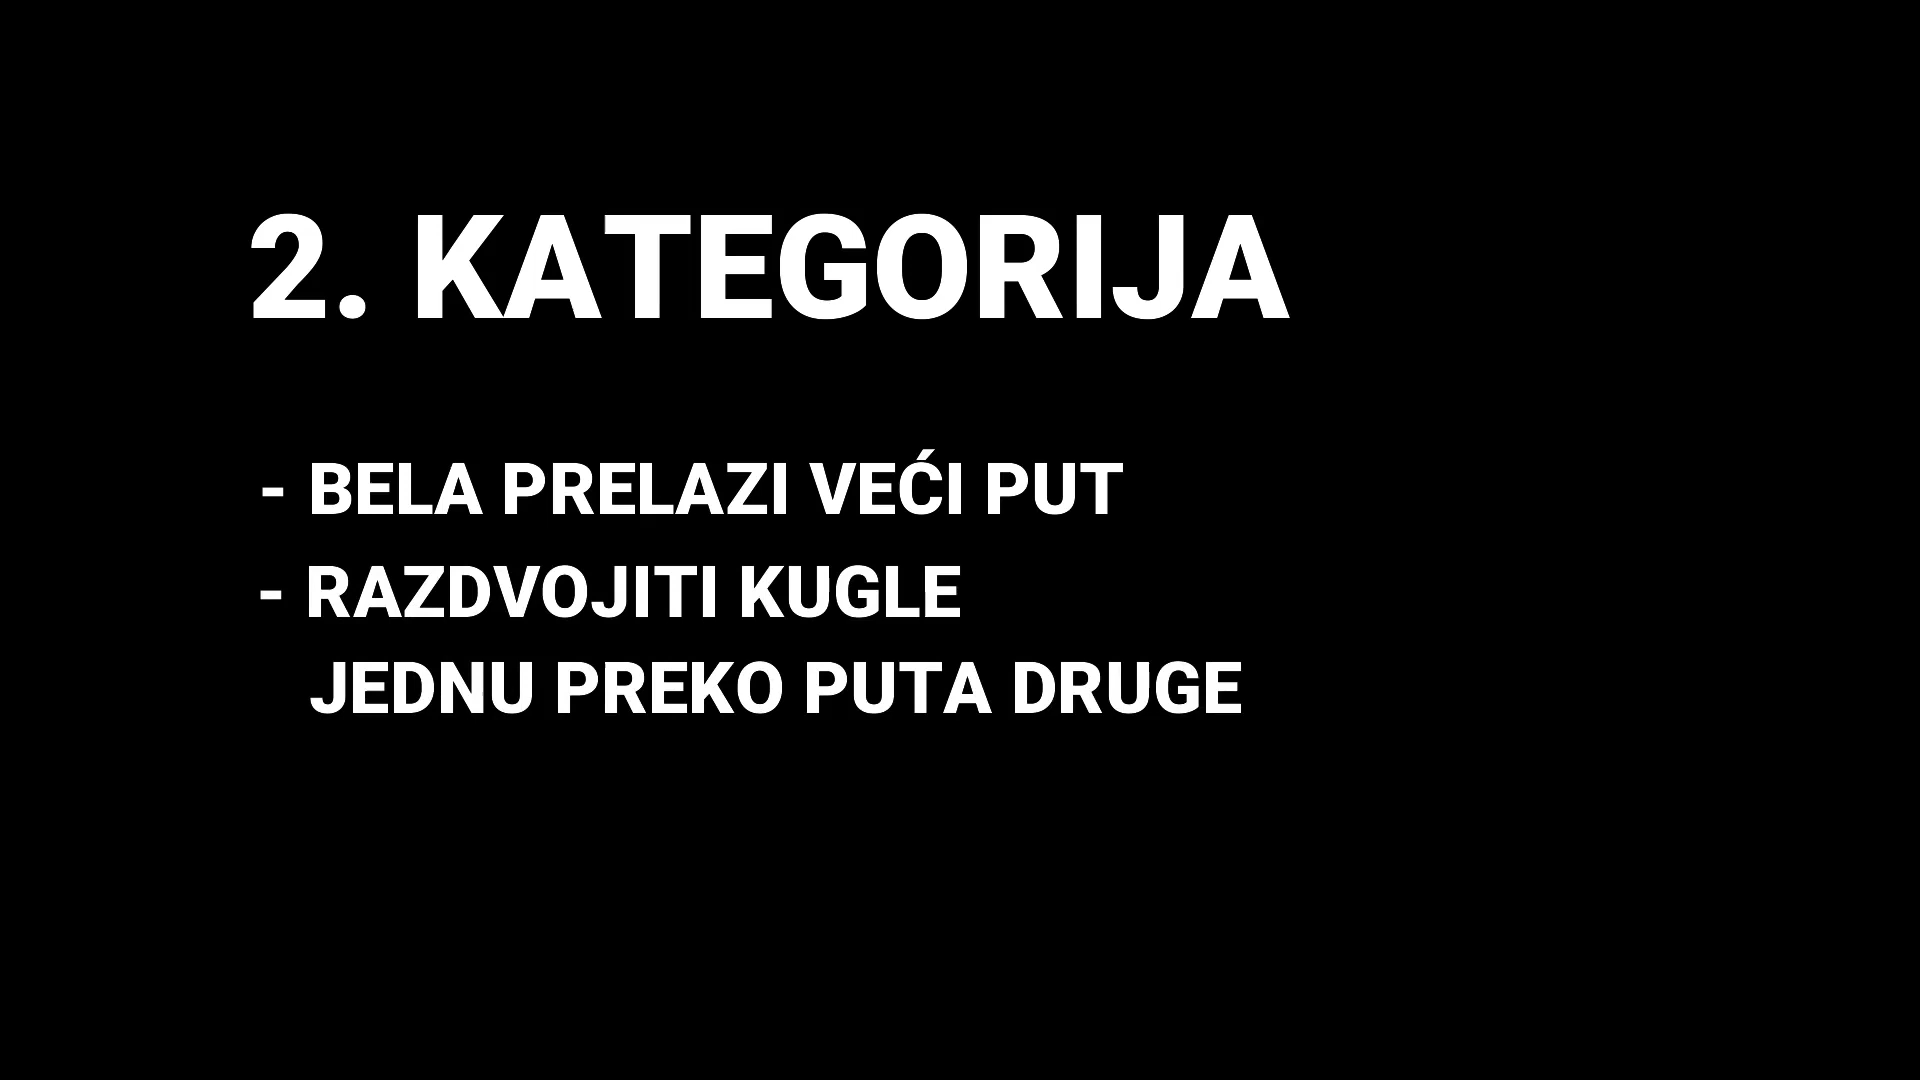 2. KATEGORIJA
- BELA PRELAZI VEĆI PUT
- RAZDVOJITI KUGLE
JEDNU PREKO PUTA DRUGE